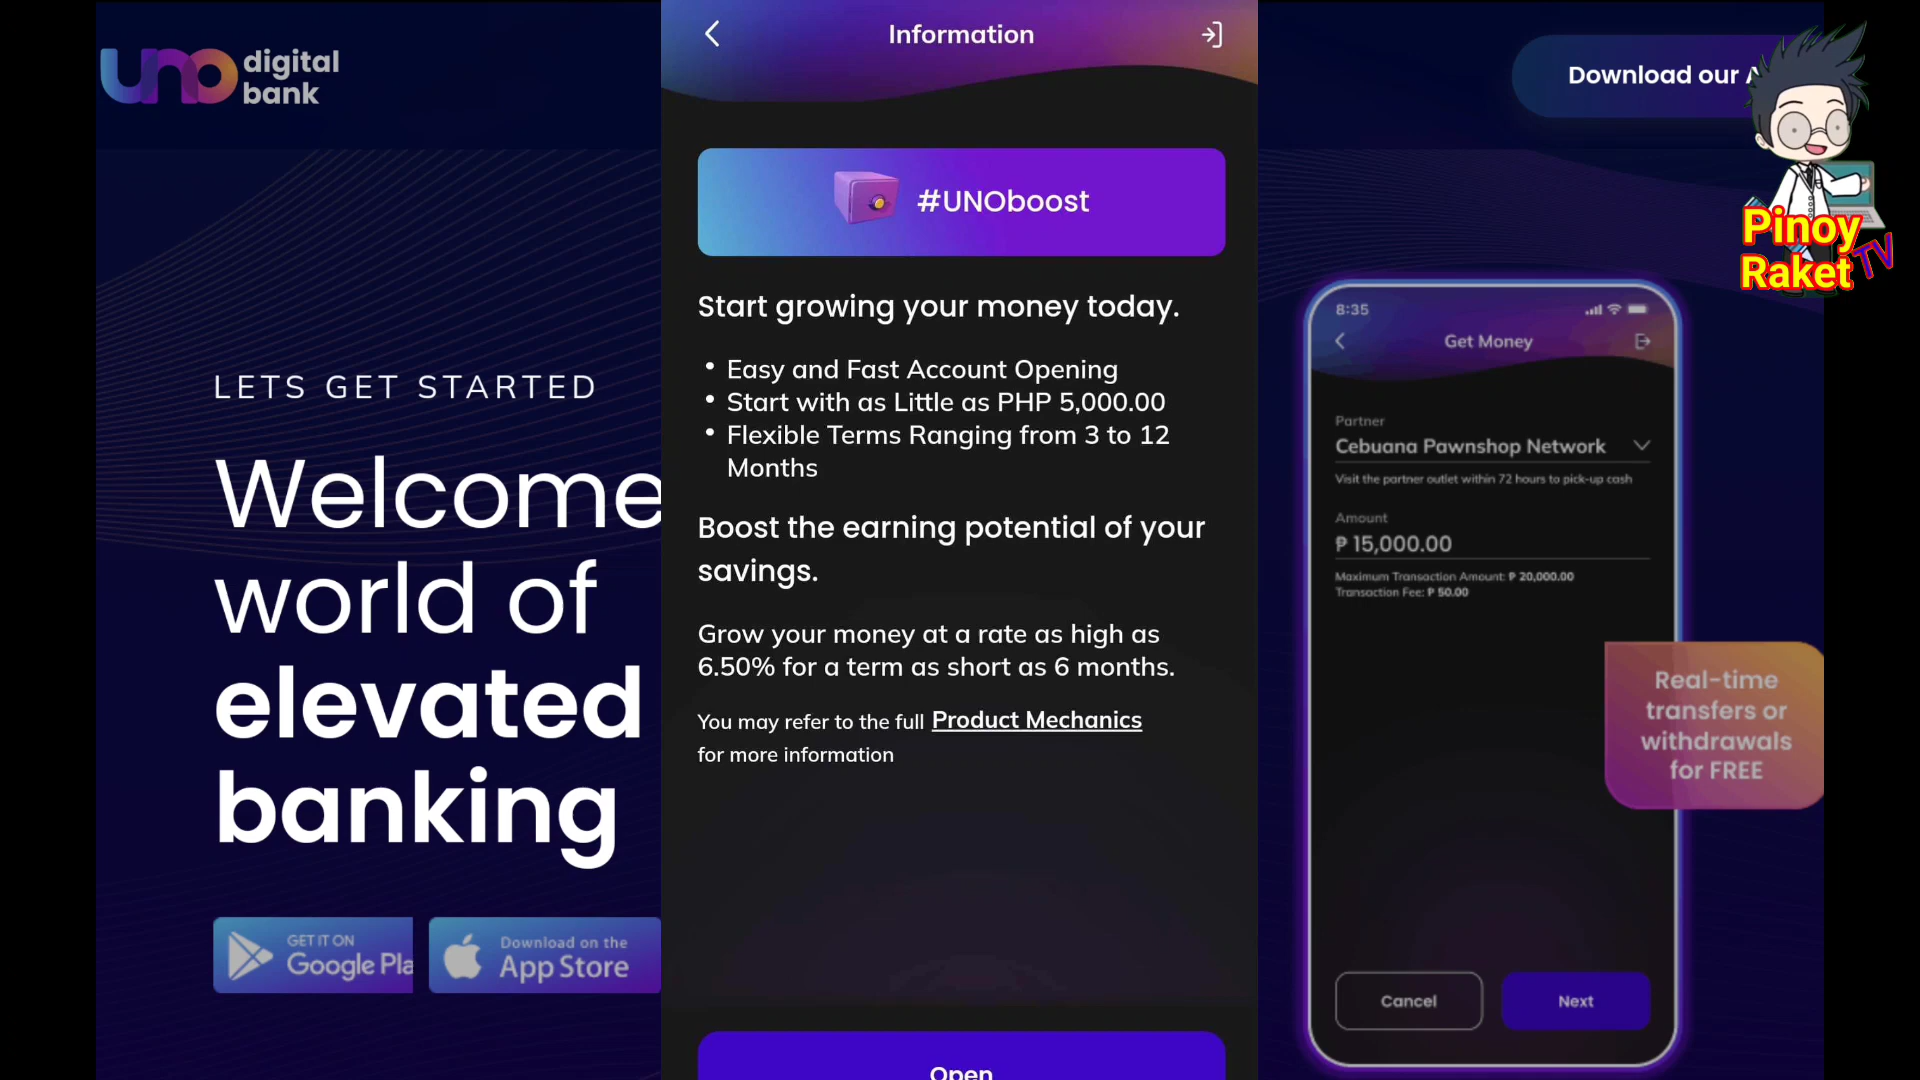 uno digital
bank
LETS GET STARTED
Welcome
world of
elevated
banking
GET IT ON
Google Pla
Download on the
App Store
Information
#UNOboost
Start growing your money today.
• Easy and Fast Account Opening
• Start with as Little as PHP 5,000.00
• Flexible Terms Ranging from 3 to 12
Months
Boost the earning potential of your
savings.
Grow your money at a rate as high as
6.50% for a term as short as 6 months.
You may refer to the full Product Mechanics
for more information
Open
Download our A
Pinoy
Raket TV
8:35
Get Money
Partner
Cebuana Pawnshop Network
Visit the partner outlet within 72 hours to pick-up cash
Amount
₱ 15,000.00
Maximum Transaction Amount: ₱ 20,000.00
Transaction Fee: ₱ 50.00
Real-time
transfers or
withdrawals
for FREE
Cancel
Next